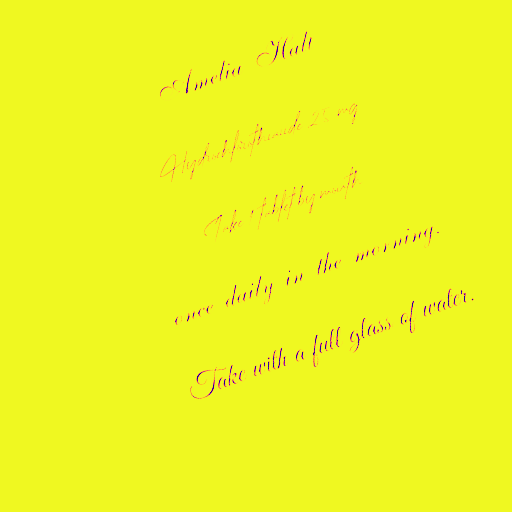 Amelia Hall
Hydrochlorothiazide 25 mg
Take 1 tablet by mouth
once daily in the morning.
Take with a full glass of water.